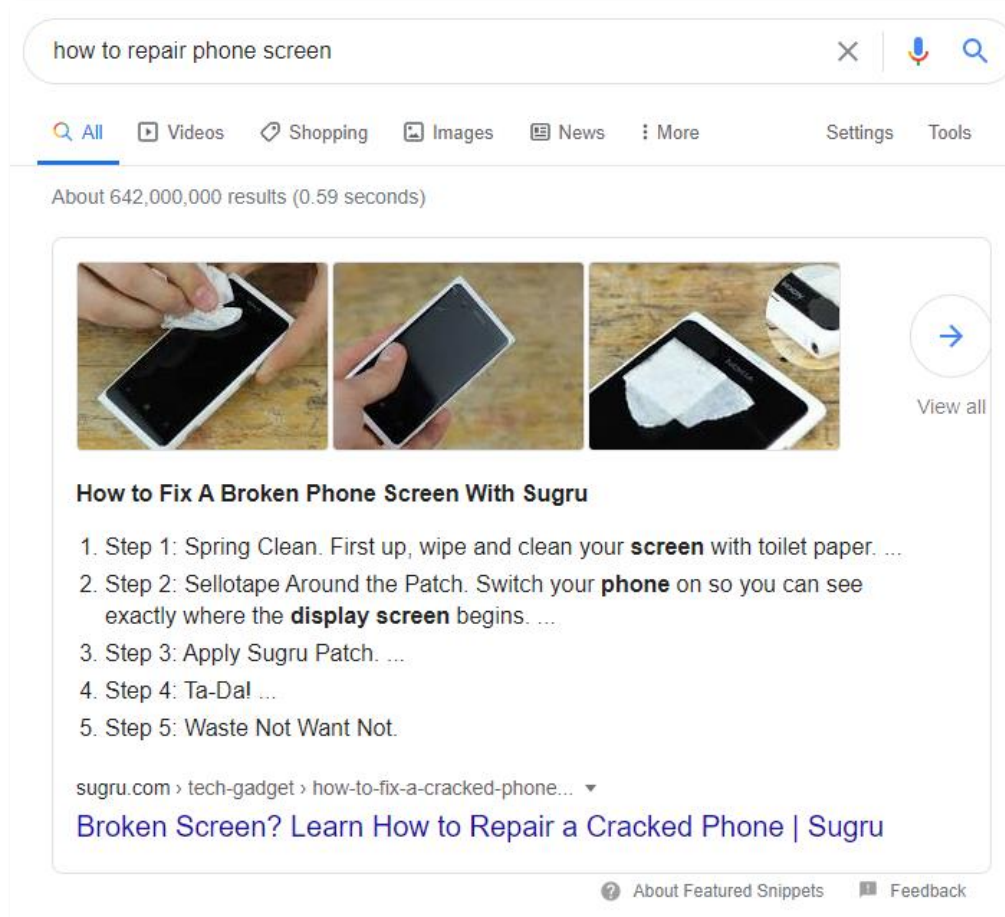 how to repair phone screen
All Videos Shopping Images News More Settings Tools
About 642,000,000 results (0.59 seconds)
NOKIA
View all
How to Fix A Broken Phone Screen With Sugru
1. Step 1: Spring Clean. First up, wipe and clean your screen with toilet paper. ...
2. Step 2: Sellotape Around the Patch. Switch your phone on so you can see
exactly where the display screen begins. ...
3. Step 3: Apply Sugru Patch. ...
4. Step 4: Ta-Da! ...
5. Step 5: Waste Not Want Not.
sugru.com › tech-gadget › how-to-fix-a-cracked-phone...
Broken Screen? Learn How to Repair a Cracked Phone | Sugru
About Featured Snippets Feedback